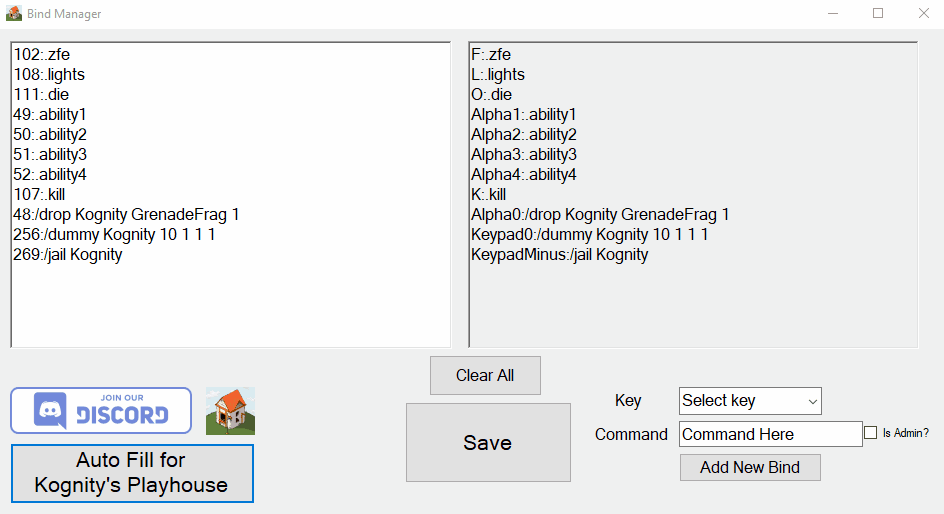 Bind Manager
102:.zfe
108:.lights
111:.die
49:.ability1
50:.ability2
51:.ability3
52:.ability4
107:.kill
48:/drop Kognity GrenadeFrag 1
256:/dummy Kognity 10 1 1 1
269:/jail Kognity
F:.zfe
L:.lights
O:.die
Alpha1:.ability1
Alpha2:.ability2
Alpha3:.ability3
Alpha4:.ability4
K:.kill
Alpha0:/drop Kognity GrenadeFrag 1
Keypad0:/dummy Kognity 10 1 1 1
KeypadMinus:/jail Kognity
Clear All
JOIN OUR
DISCORD
Auto Fill for
Kognity's Playhouse
Save
Key
Select key
Command
Command Here
Is Admin?
Add New Bind